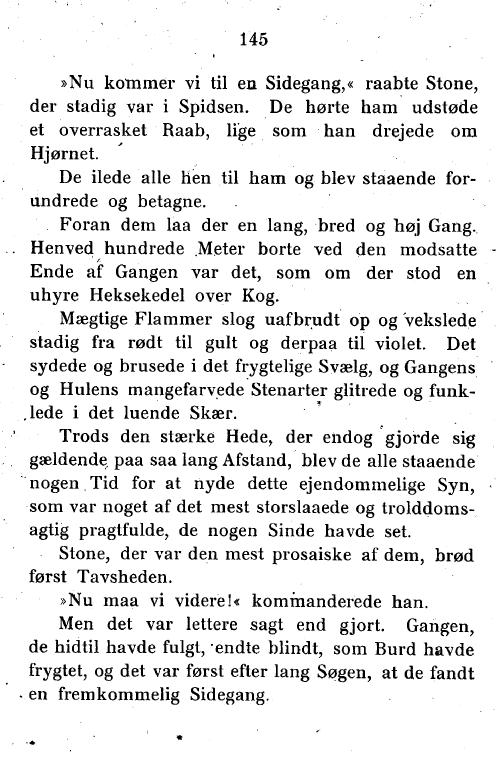 145
»Nu kommer vi til en Sidegang,« raabte Stone,
der stadig var i Spidsen. De hørte ham udstøde
et overrasket Raab, lige som han drejede om
Hjørnet.
De ilede alle hen til ham og blev staaende for-
undrede og betagne.
Foran dem laa der en lang, bred og høj Gang.
Henved hundrede Meter borte ved den modsatte
Ende af Gangen var det, som om der stod en
uhyre Heksekedel over Kog.
Mægtige Flammer slog uafbrudt op og vekslede
stadig fra rødt til gult og derpaa til violet. Det
sydede og brusede i det frygtelige Svælg, og Gangens
og Hulens mangefarvede Stenarter glitrede og funk-
lede i det luende Skær.
Trods den stærke Hede, der endog gjorde sig
gældende paa saa lang Afstand, blev de alle staaende
nogen Tid for at nyde dette ejendommelige Syn,
som var noget af det mest storslaaede og trolddoms-
agtig pragtfulde, de nogen Sinde havde set.
Stone, der var den mest prosaiske af dem, brød
først Tavsheden.
»Nu maa vi videre!« kommanderede han.
Men det var lettere sagt end gjort. Gangen,
de hidtil havde fulgt, endte blindt, som Burd havde
frygtet, og det var først efter lang Søgen, at de fandt
en fremkommelig Sidegang.